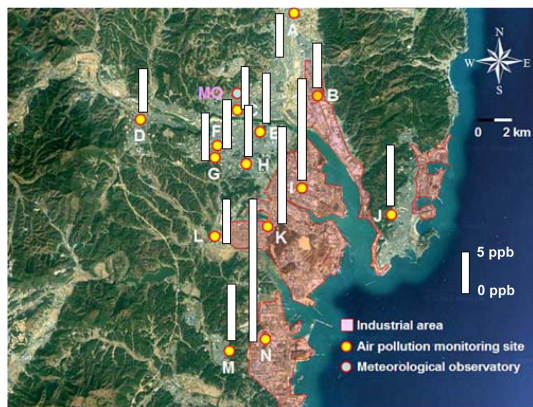 A
N
W E
S
0 2 km
MO
B
C
D
E
F
G
H
I
J
L
K
5 ppb
0 ppb
Industrial area
Air pollution monitoring site
Meteorological observatory
M
N